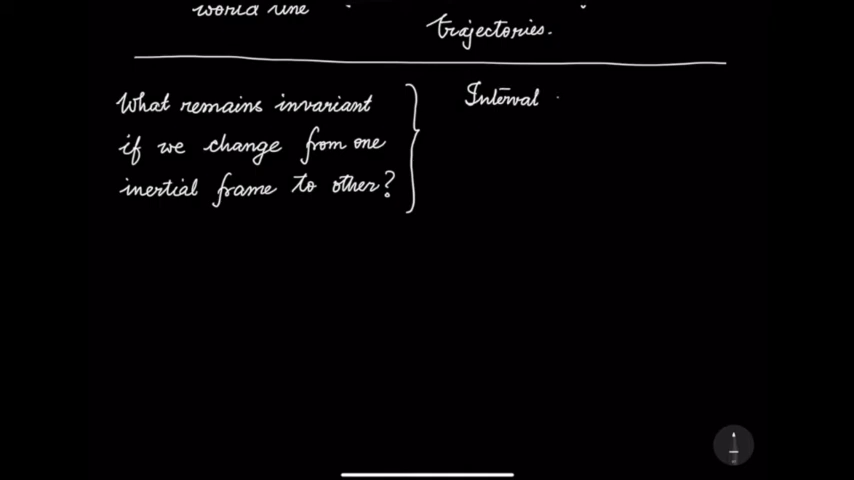 world line
trajectories.
What remains invariant
if we change from one
inertial frame to other?
Interval